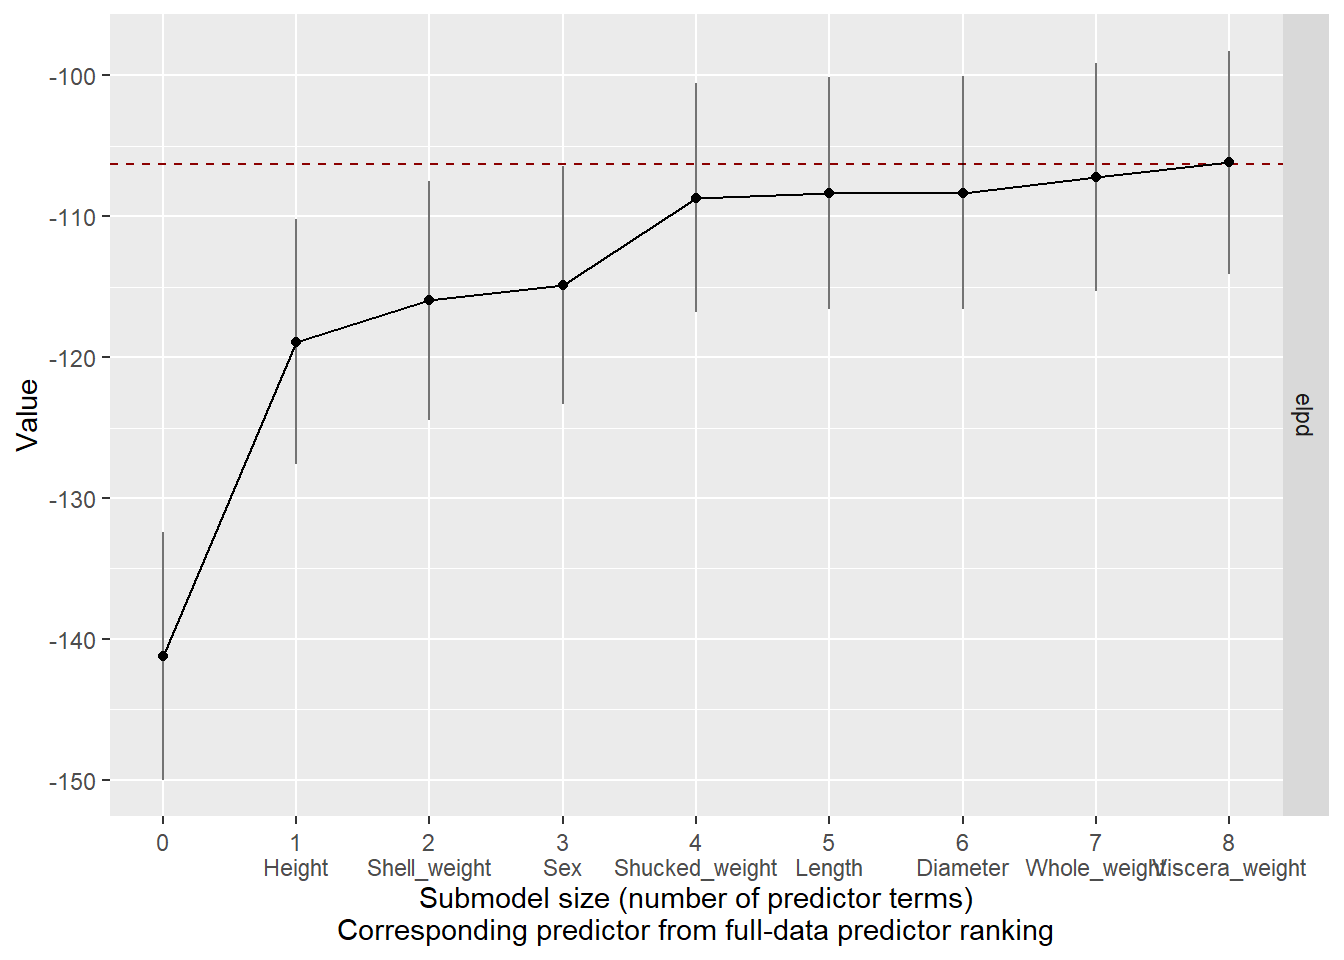 -100
-110
-120
-130
-140
-150
Value
elpd
0 1 2 3 4 5 6 7 8
Height Shell_weight Sex Shucked_weight Length Diameter Whole_weight Viscera_weight
Submodel size (number of predictor terms)
Corresponding predictor from full-data predictor ranking